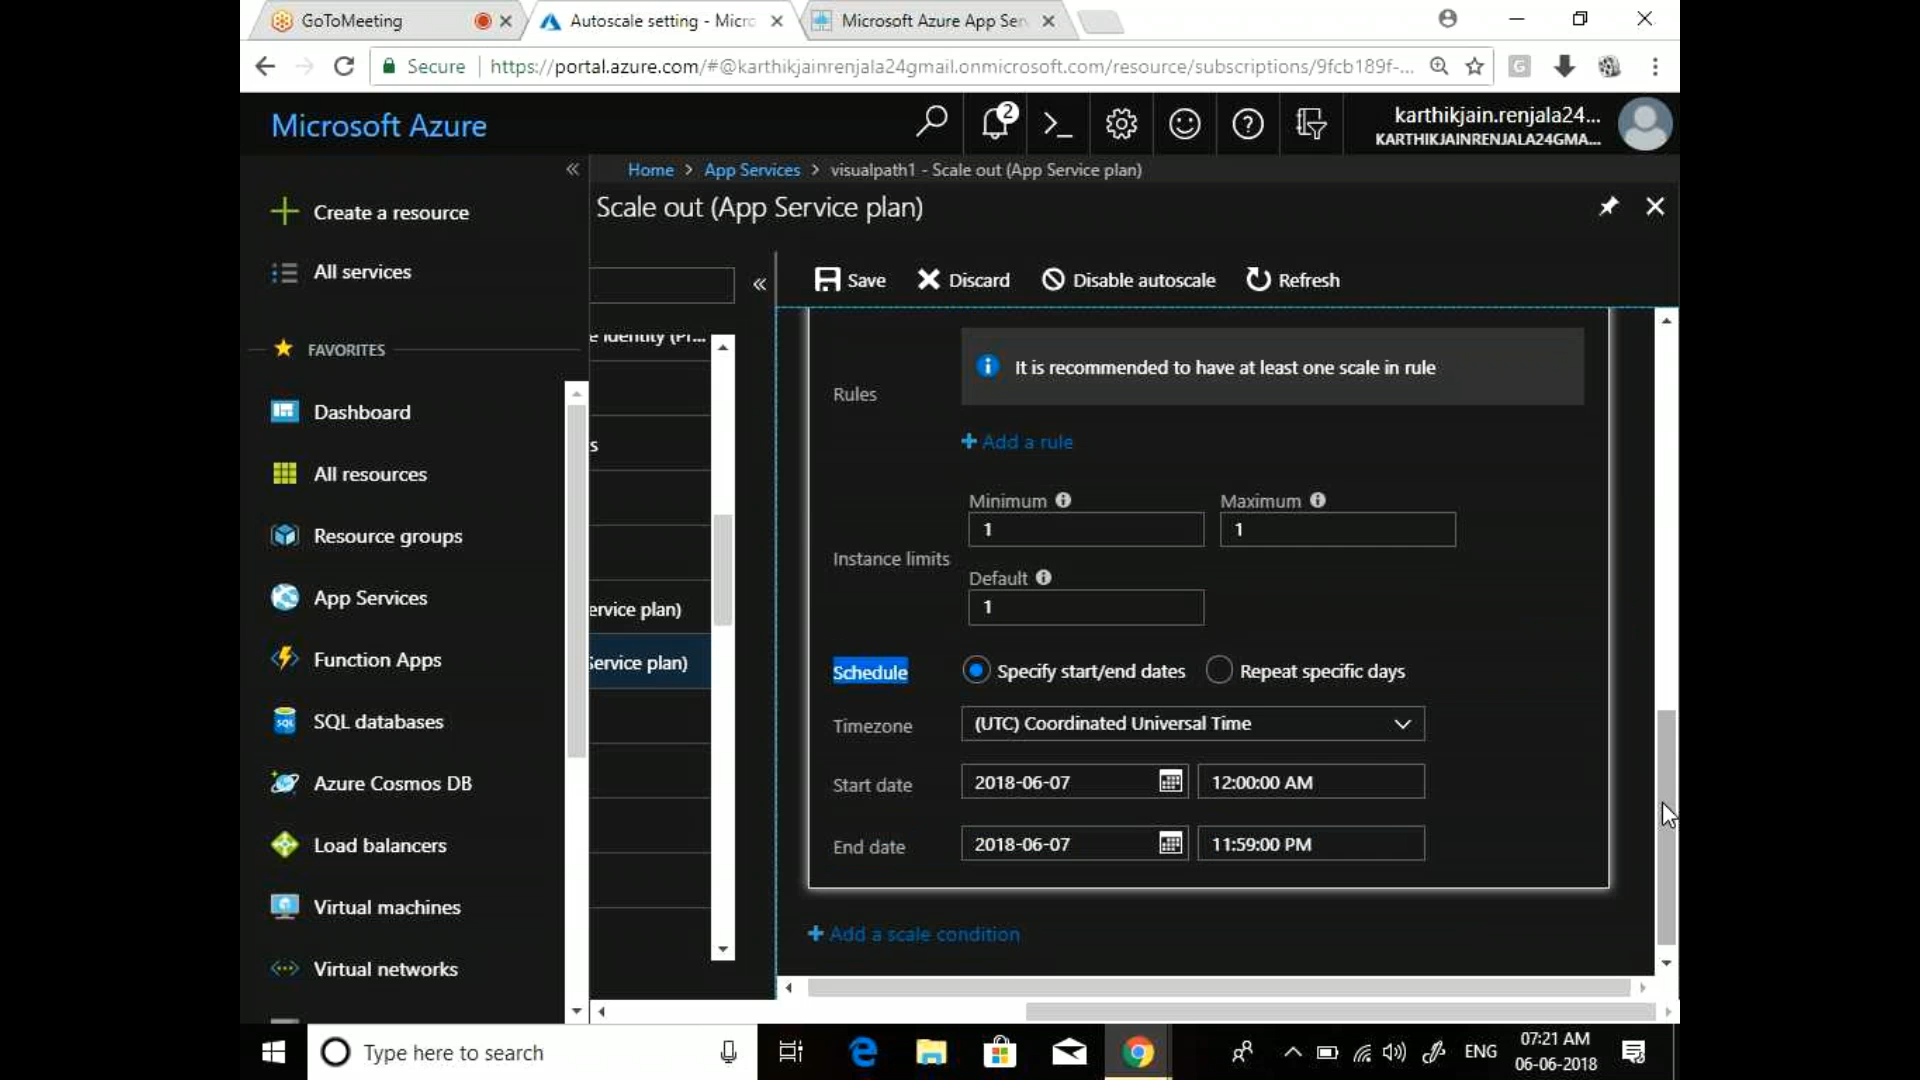 GoToMeeting
Autoscale setting - Micro
Microsoft Azure App Ser
Secure
https://portal.azure.com/#@karthikjainrenjala24gmail.onmicrosoft.com/resource/subscriptions/9fcb189f-...
G
Microsoft Azure
2
karthikjain.renjala24...
KARTHIKJAINRENJALA24GMA...
Home > App Services > visualpath1 - Scale out (App Service plan)
Create a resource
Scale out (App Service plan)
All services
Save
Discard
Disable autoscale
Refresh
FAVORITES
e Identity (Pr...
Dashboard
s
All resources
Resource groups
App Services
ervice plan)
Function Apps
Service plan)
SQL databases
Azure Cosmos DB
Load balancers
Virtual machines
Virtual networks
Rules
It is recommended to have at least one scale in rule
Add a rule
Minimum
Maximum
1
1
Instance limits
Default
1
Schedule
Specify start/end dates
Repeat specific days
Timezone
(UTC) Coordinated Universal Time
Start date
2018-06-07
12:00:00 AM
End date
2018-06-07
11:59:00 PM
Add a scale condition
Type here to search
ENG
07:21 AM
06-06-2018